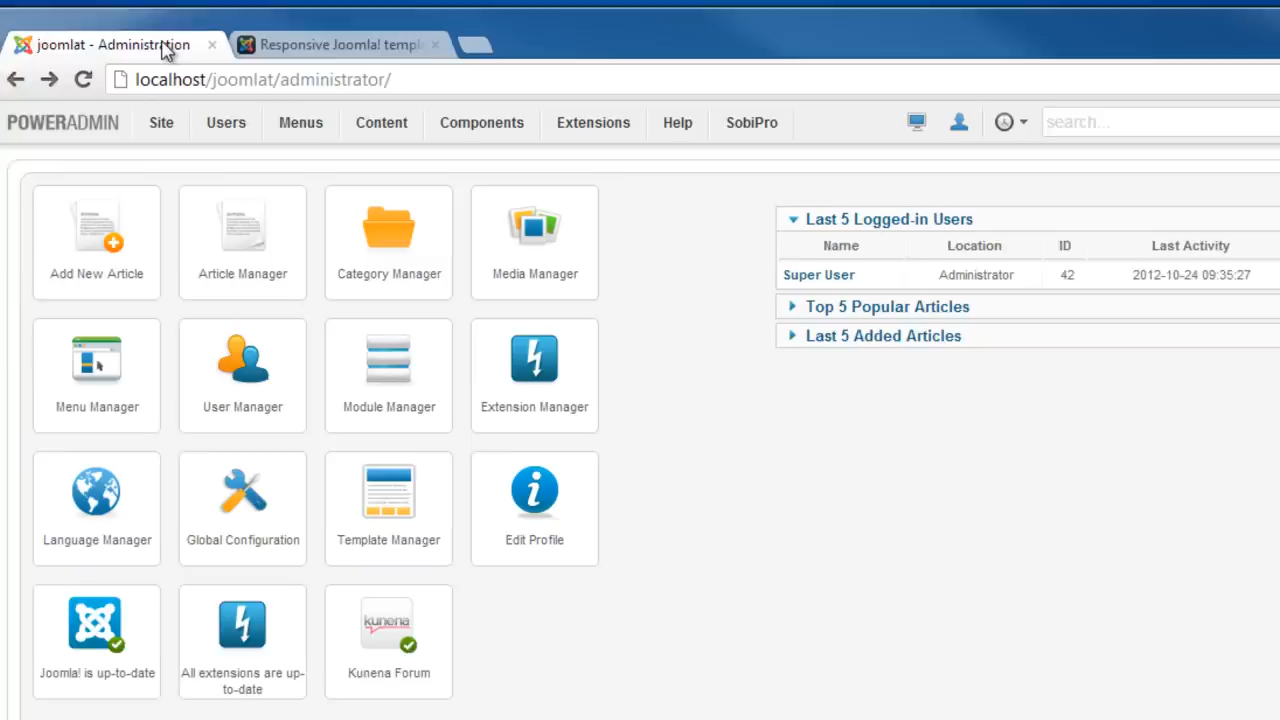 joomlat - Administration
Responsive Joomla! templ
localhost/joomlat/administrator/
POWERADMIN Site Users Menus Content Components Extensions Help SobiPro search...
Add New Article Article Manager Category Manager Media Manager
Last 5 Logged-in Users
Name Location ID Last Activity
Super User Administrator 42 2012-10-24 09:35:27
Top 5 Popular Articles
Last 5 Added Articles
Menu Manager User Manager Module Manager Extension Manager
Language Manager Global Configuration Template Manager Edit Profile
kunena
Joomla! is up-to-date All extensions are up-
to-date Kunena Forum